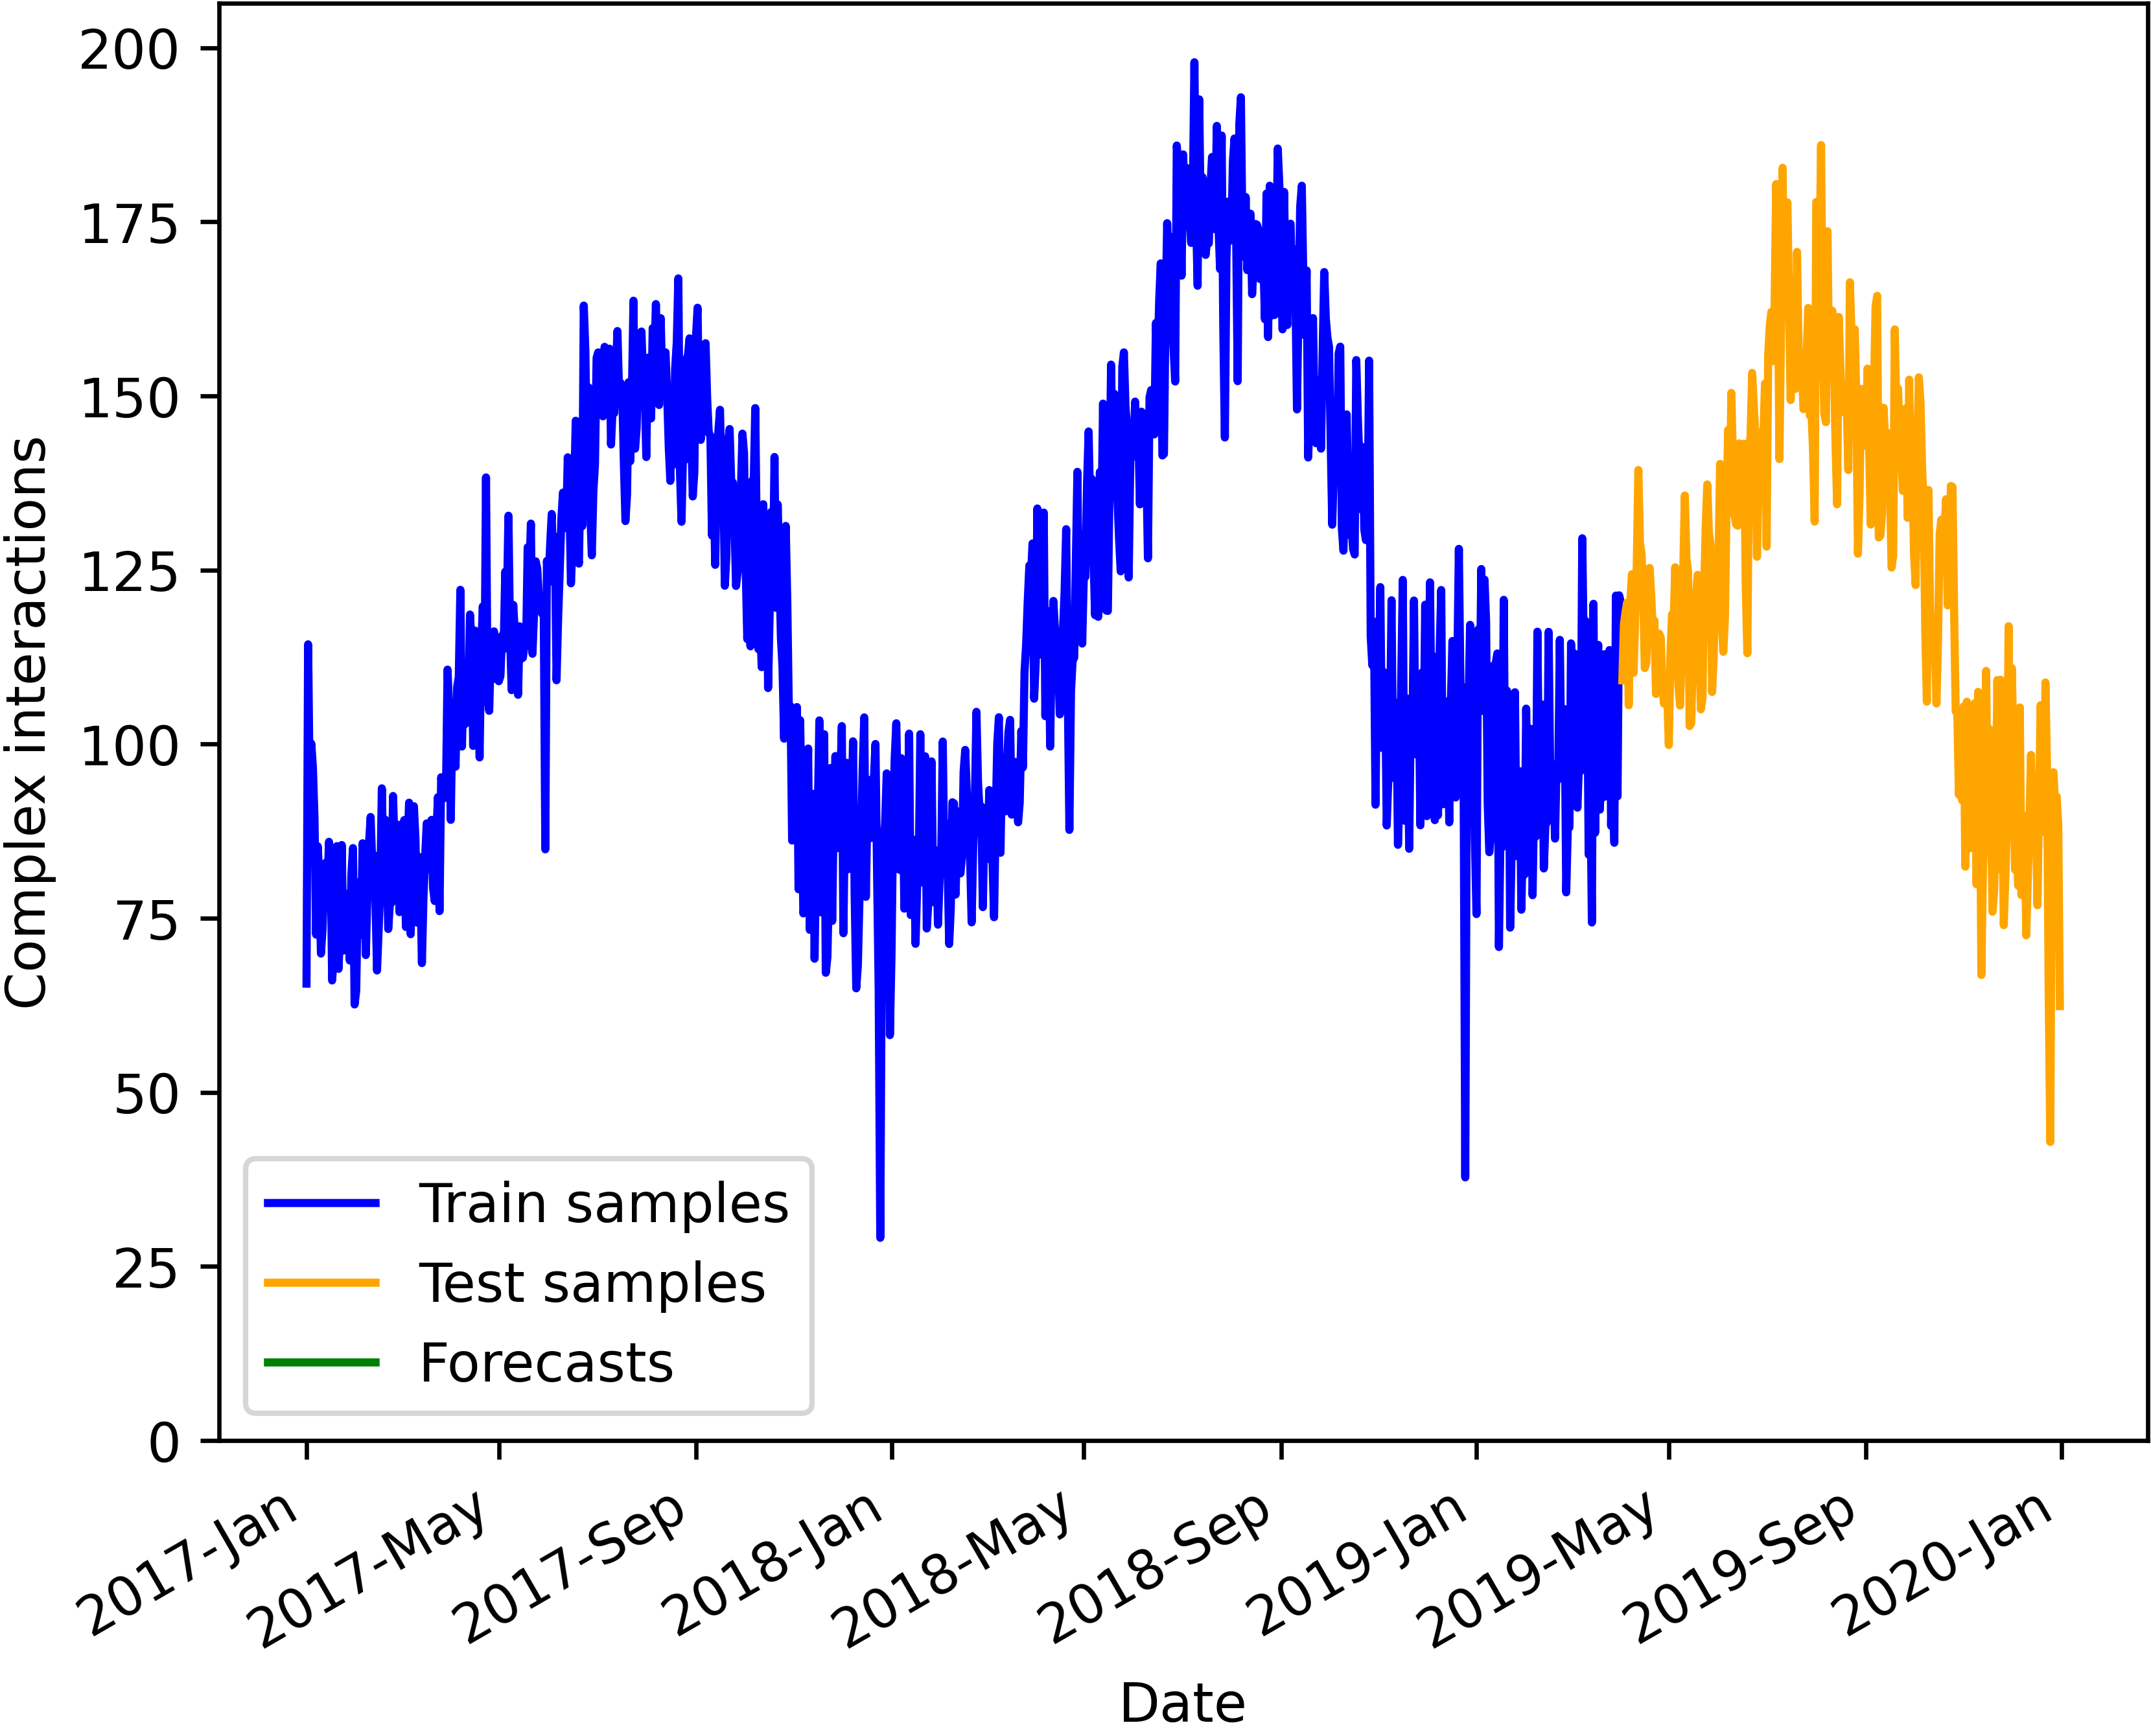 Complex interactions
200
175
150
125
100
75
50
25
0
Train samples
Test samples
Forecasts
2017-Jan
2017-May
2017-Sep
2018-Jan
2018-May
2018-Sep
2019-Jan
2019-May
2019-Sep
2020-Jan
Date